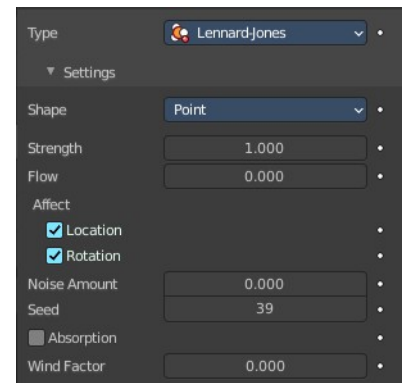 Type Lennard-Jones
Settings
Shape Point
Strength 1.000
Flow 0.000
Affect
Location
Rotation
Noise Amount 0.000
Seed 39
Absorption
Wind Factor 0.000